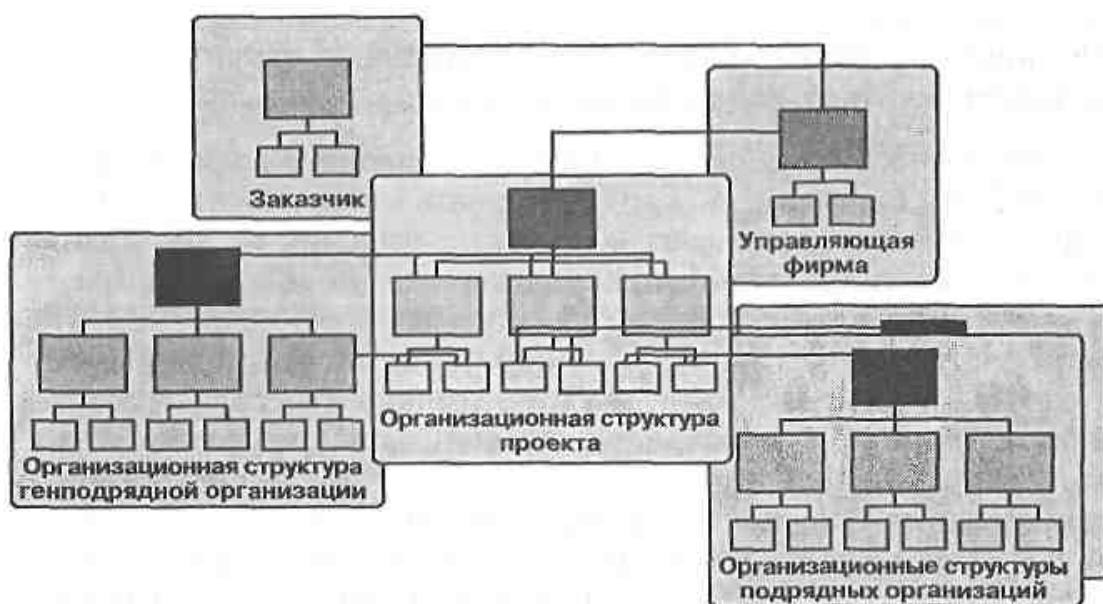 Заказчик
Управляющая
фирма
Организационная структура
проекта
Организационная структура
генподрядной организации
Организационные структуры
подрядных организаций